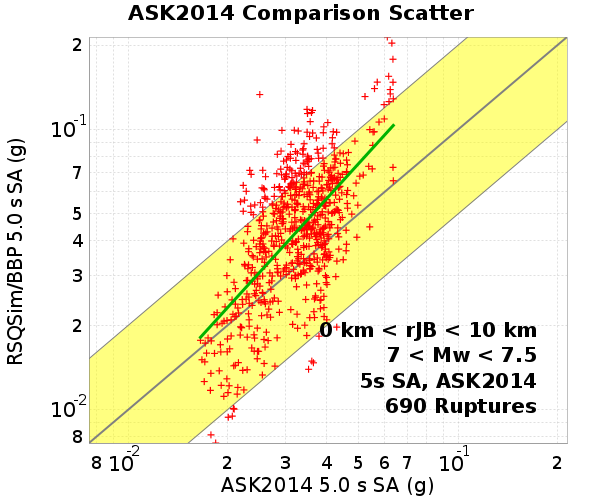 ASK2014 Comparison Scatter
RSQSim/BBP 5.0 s SA (g)
2
10⁻¹
7
5
4
3
2
10⁻²
8
0 km < rJB < 10 km
7 < Mw < 7.5
5s SA, ASK2014
690 Ruptures
8 10⁻² 2 3 4 5 6 7 10⁻¹ 2
ASK2014 5.0 s SA (g)